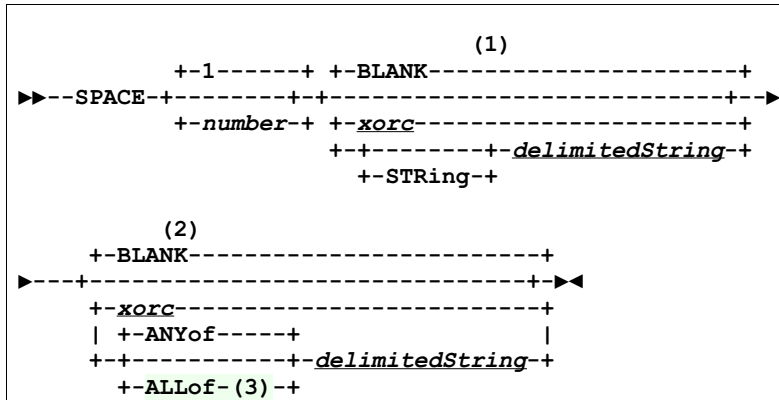 (1)
             +-1------+ +-BLANK-----------------------+
►►--SPACE-+--------+-+-----------------------------+--►
             +-number-+ +-xorc------------------------+
                        +-+--------+-delimitedString-+
                          +-STRing-+
            (2)
     +-BLANK----------------------------+
►---+----------------------------+-►◄
     +-xorc-----------------------------+
     | +-ANYof-----+                    |
     +-+-----------+-delimitedString-+
       +-ALLof-(3)-+